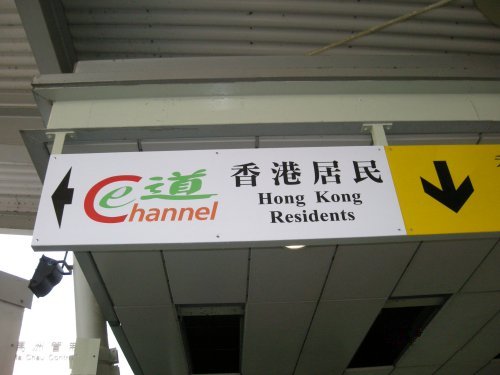 e道
Channel
香港居民
Hong Kong
Residents